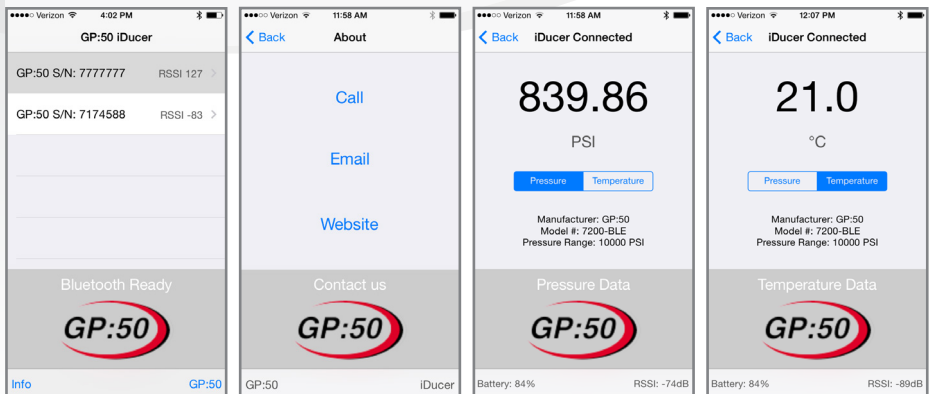 ●●●●○ Verizon 4:02 PM
GP:50 iDucer
GP:50 S/N: 7777777 RSSI 127
GP:50 S/N: 7174588 RSSI -83
Bluetooth Ready
GP:50
Info GP:50
●●●○○ Verizon 11:58 AM
Back About
Call
Email
Website
Contact us
GP:50
GP:50 iDucer
●●●○○ Verizon 11:58 AM
Back iDucer Connected
839.86
PSI
Pressure Temperature
Manufacturer: GP:50
Model #: 7200-BLE
Pressure Range: 10000 PSI
Pressure Data
GP:50
Battery: 84% RSSI: -74dB
●●●●○ Verizon 12:07 PM
Back iDucer Connected
21.0
°C
Pressure Temperature
Manufacturer: GP:50
Model #: 7200-BLE
Pressure Range: 10000 PSI
Temperature Data
GP:50
Battery: 84% RSSI: -89dB